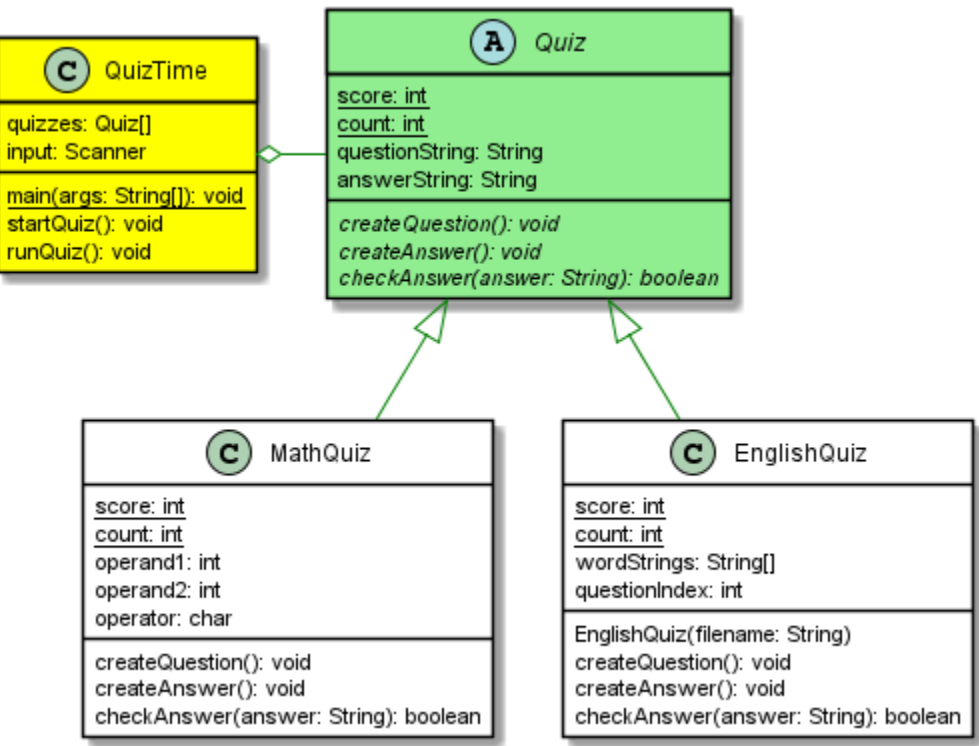 C QuizTime
quizzes: Quiz[]
input: Scanner
main(args: String[]): void
startQuiz(): void
runQuiz(): void
A Quiz
score: int
count: int
questionString: String
answerString: String
createQuestion(): void
createAnswer(): void
checkAnswer(answer: String): boolean
C MathQuiz
score: int
count: int
operand1: int
operand2: int
operator: char
createQuestion(): void
createAnswer(): void
checkAnswer(answer: String): boolean
C EnglishQuiz
score: int
count: int
wordStrings: String[]
questionIndex: int
EnglishQuiz(filename: String)
createQuestion(): void
createAnswer(): void
checkAnswer(answer: String): boolean